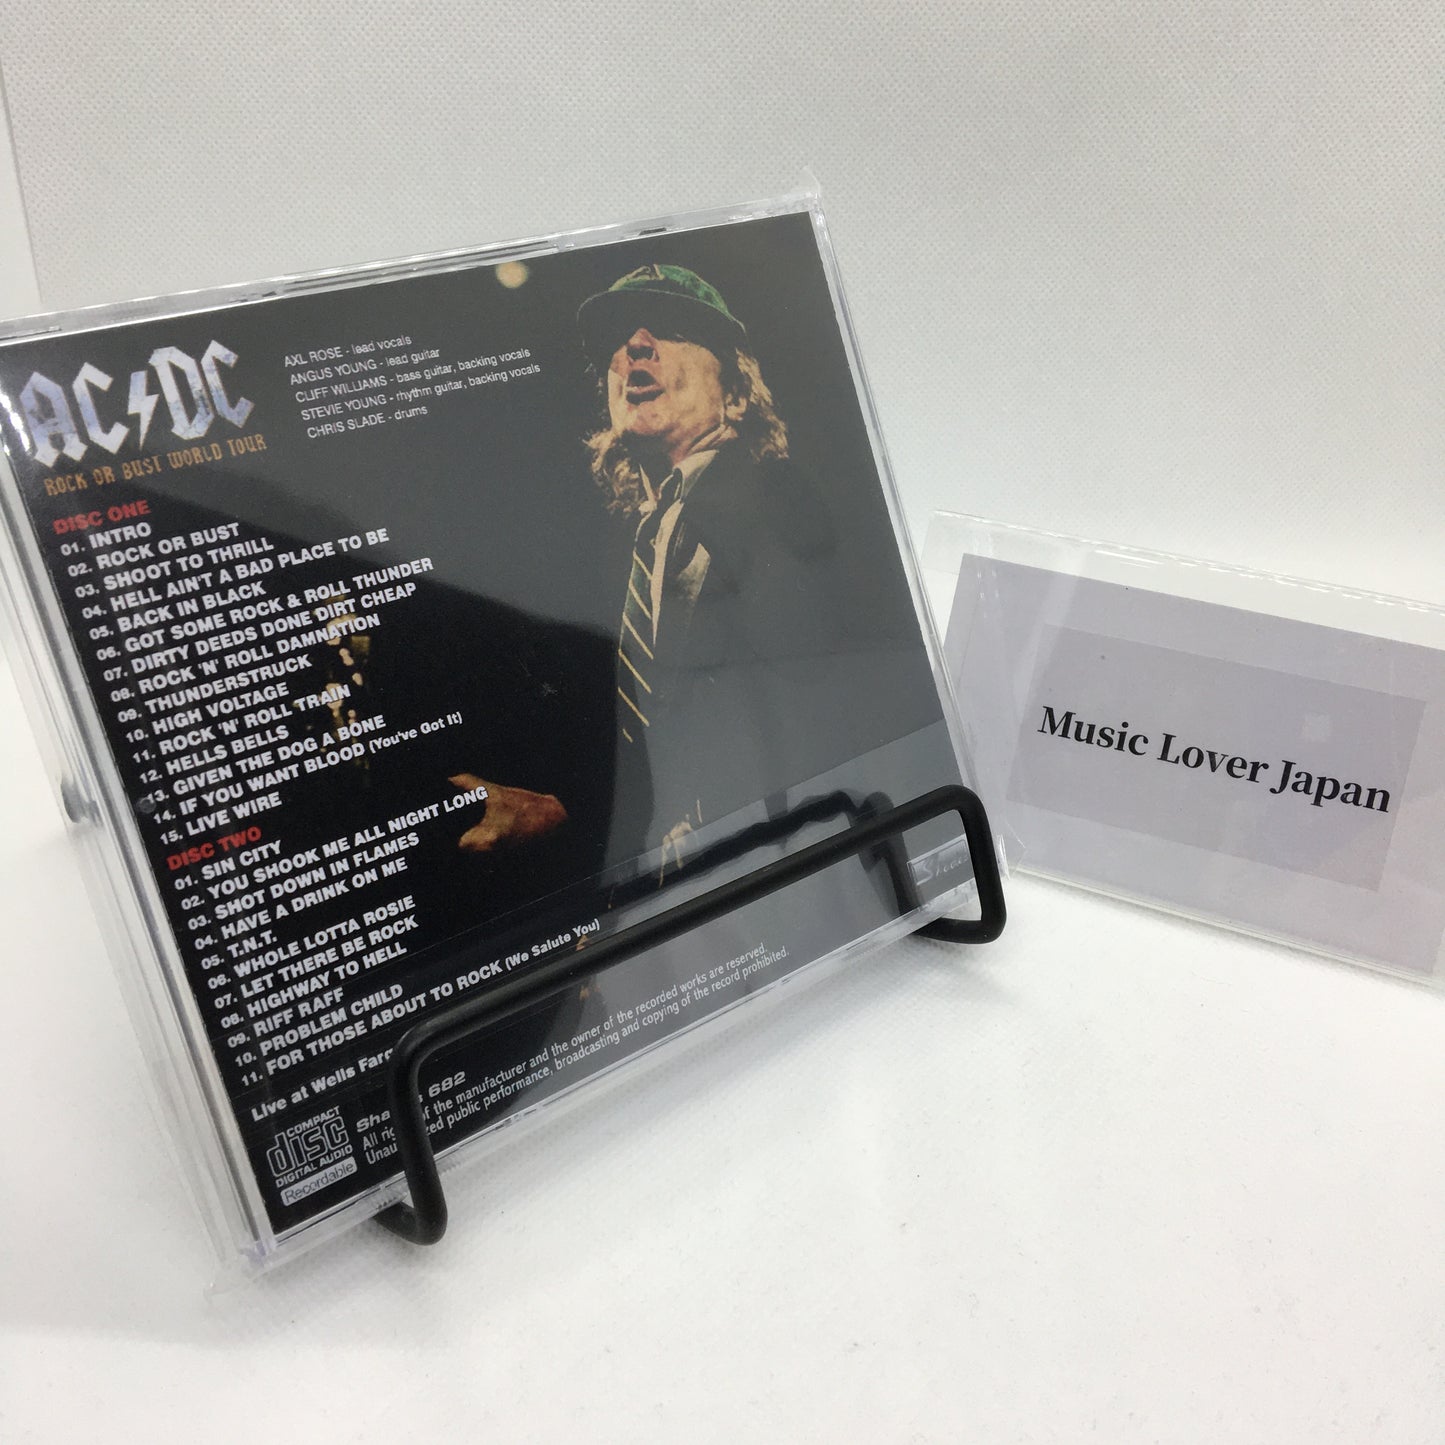 AC/DC
ROCK OR BUST WORLD TOUR
AXL ROSE - lead vocals
ANGUS YOUNG - lead guitar
CLIFF WILLIAMS - bass guitar, backing vocals
STEVIE YOUNG - rhythm guitar, backing vocals
CHRIS SLADE - drums
DISC ONE
01. INTRO
02. ROCK OR BUST
03. SHOOT TO THRILL
04. HELL AIN'T A BAD PLACE TO BE
05. BACK IN BLACK
06. GOT SOME ROCK & ROLL THUNDER
07. DIRTY DEEDS DONE DIRT CHEAP
08. ROCK 'N' ROLL DAMNATION
09. THUNDERSTRUCK
10. HIGH VOLTAGE
11. ROCK 'N' ROLL TRAIN
12. HELLS BELLS
13. GIVEN THE DOG A BONE
14. IF YOU WANT BLOOD (You've Got It)
15. LIVE WIRE
DISC TWO
01. SIN CITY
02. YOU SHOOK ME ALL NIGHT LONG
03. SHOT DOWN IN FLAMES
04. HAVE A DRINK ON ME
05. T.N.T.
06. WHOLE LOTTA ROSIE
07. LET THERE BE ROCK
08. HIGHWAY TO HELL
09. RIFF RAFF
10. PROBLEM CHILD
11. FOR THOSE ABOUT TO ROCK (We Salute You)
Live at Wells
COMPACT
disc
DIGITAL AUDIO
Recordable
682
All of the manufacturer and the owner of the recorded works are reserved.
public performance, broadcasting and copying of the record prohibited.
Music Lover Japan